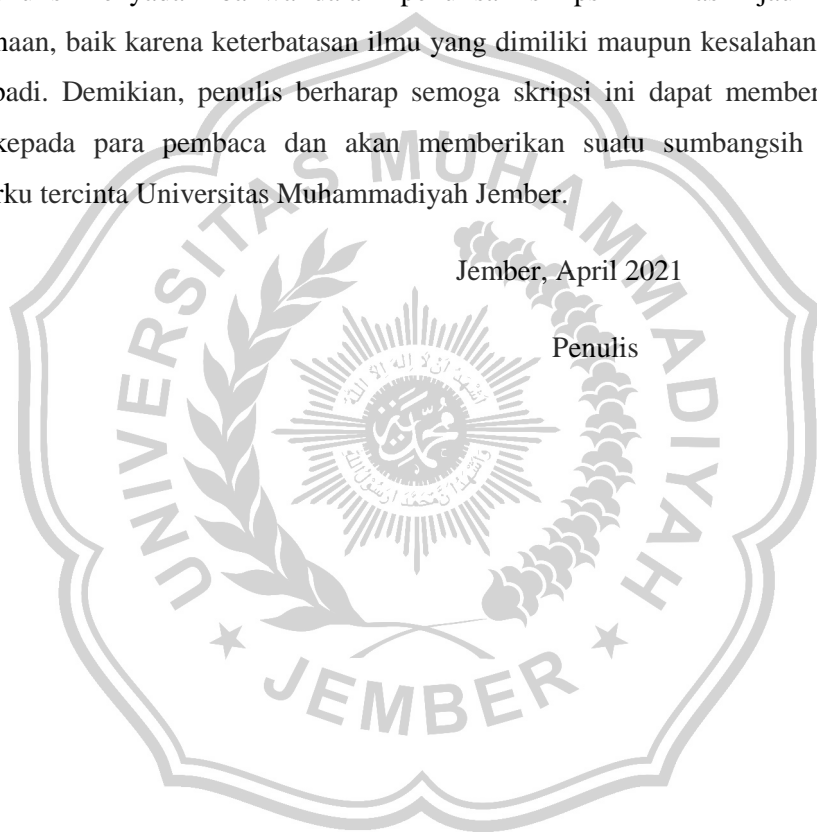 naan, baik karena keterbatasan ilmu yang dimiliki maupun kesalahan
badi. Demikian, penulis berharap semoga skripsi ini dapat member
kepada para pembaca dan akan memberikan suatu sumbangsih
rku tercinta Universitas Muhammadiyah Jember.
Jember, April 2021
Penulis
UNIVERSITAS MUHAMMADIYAH
JEMBER